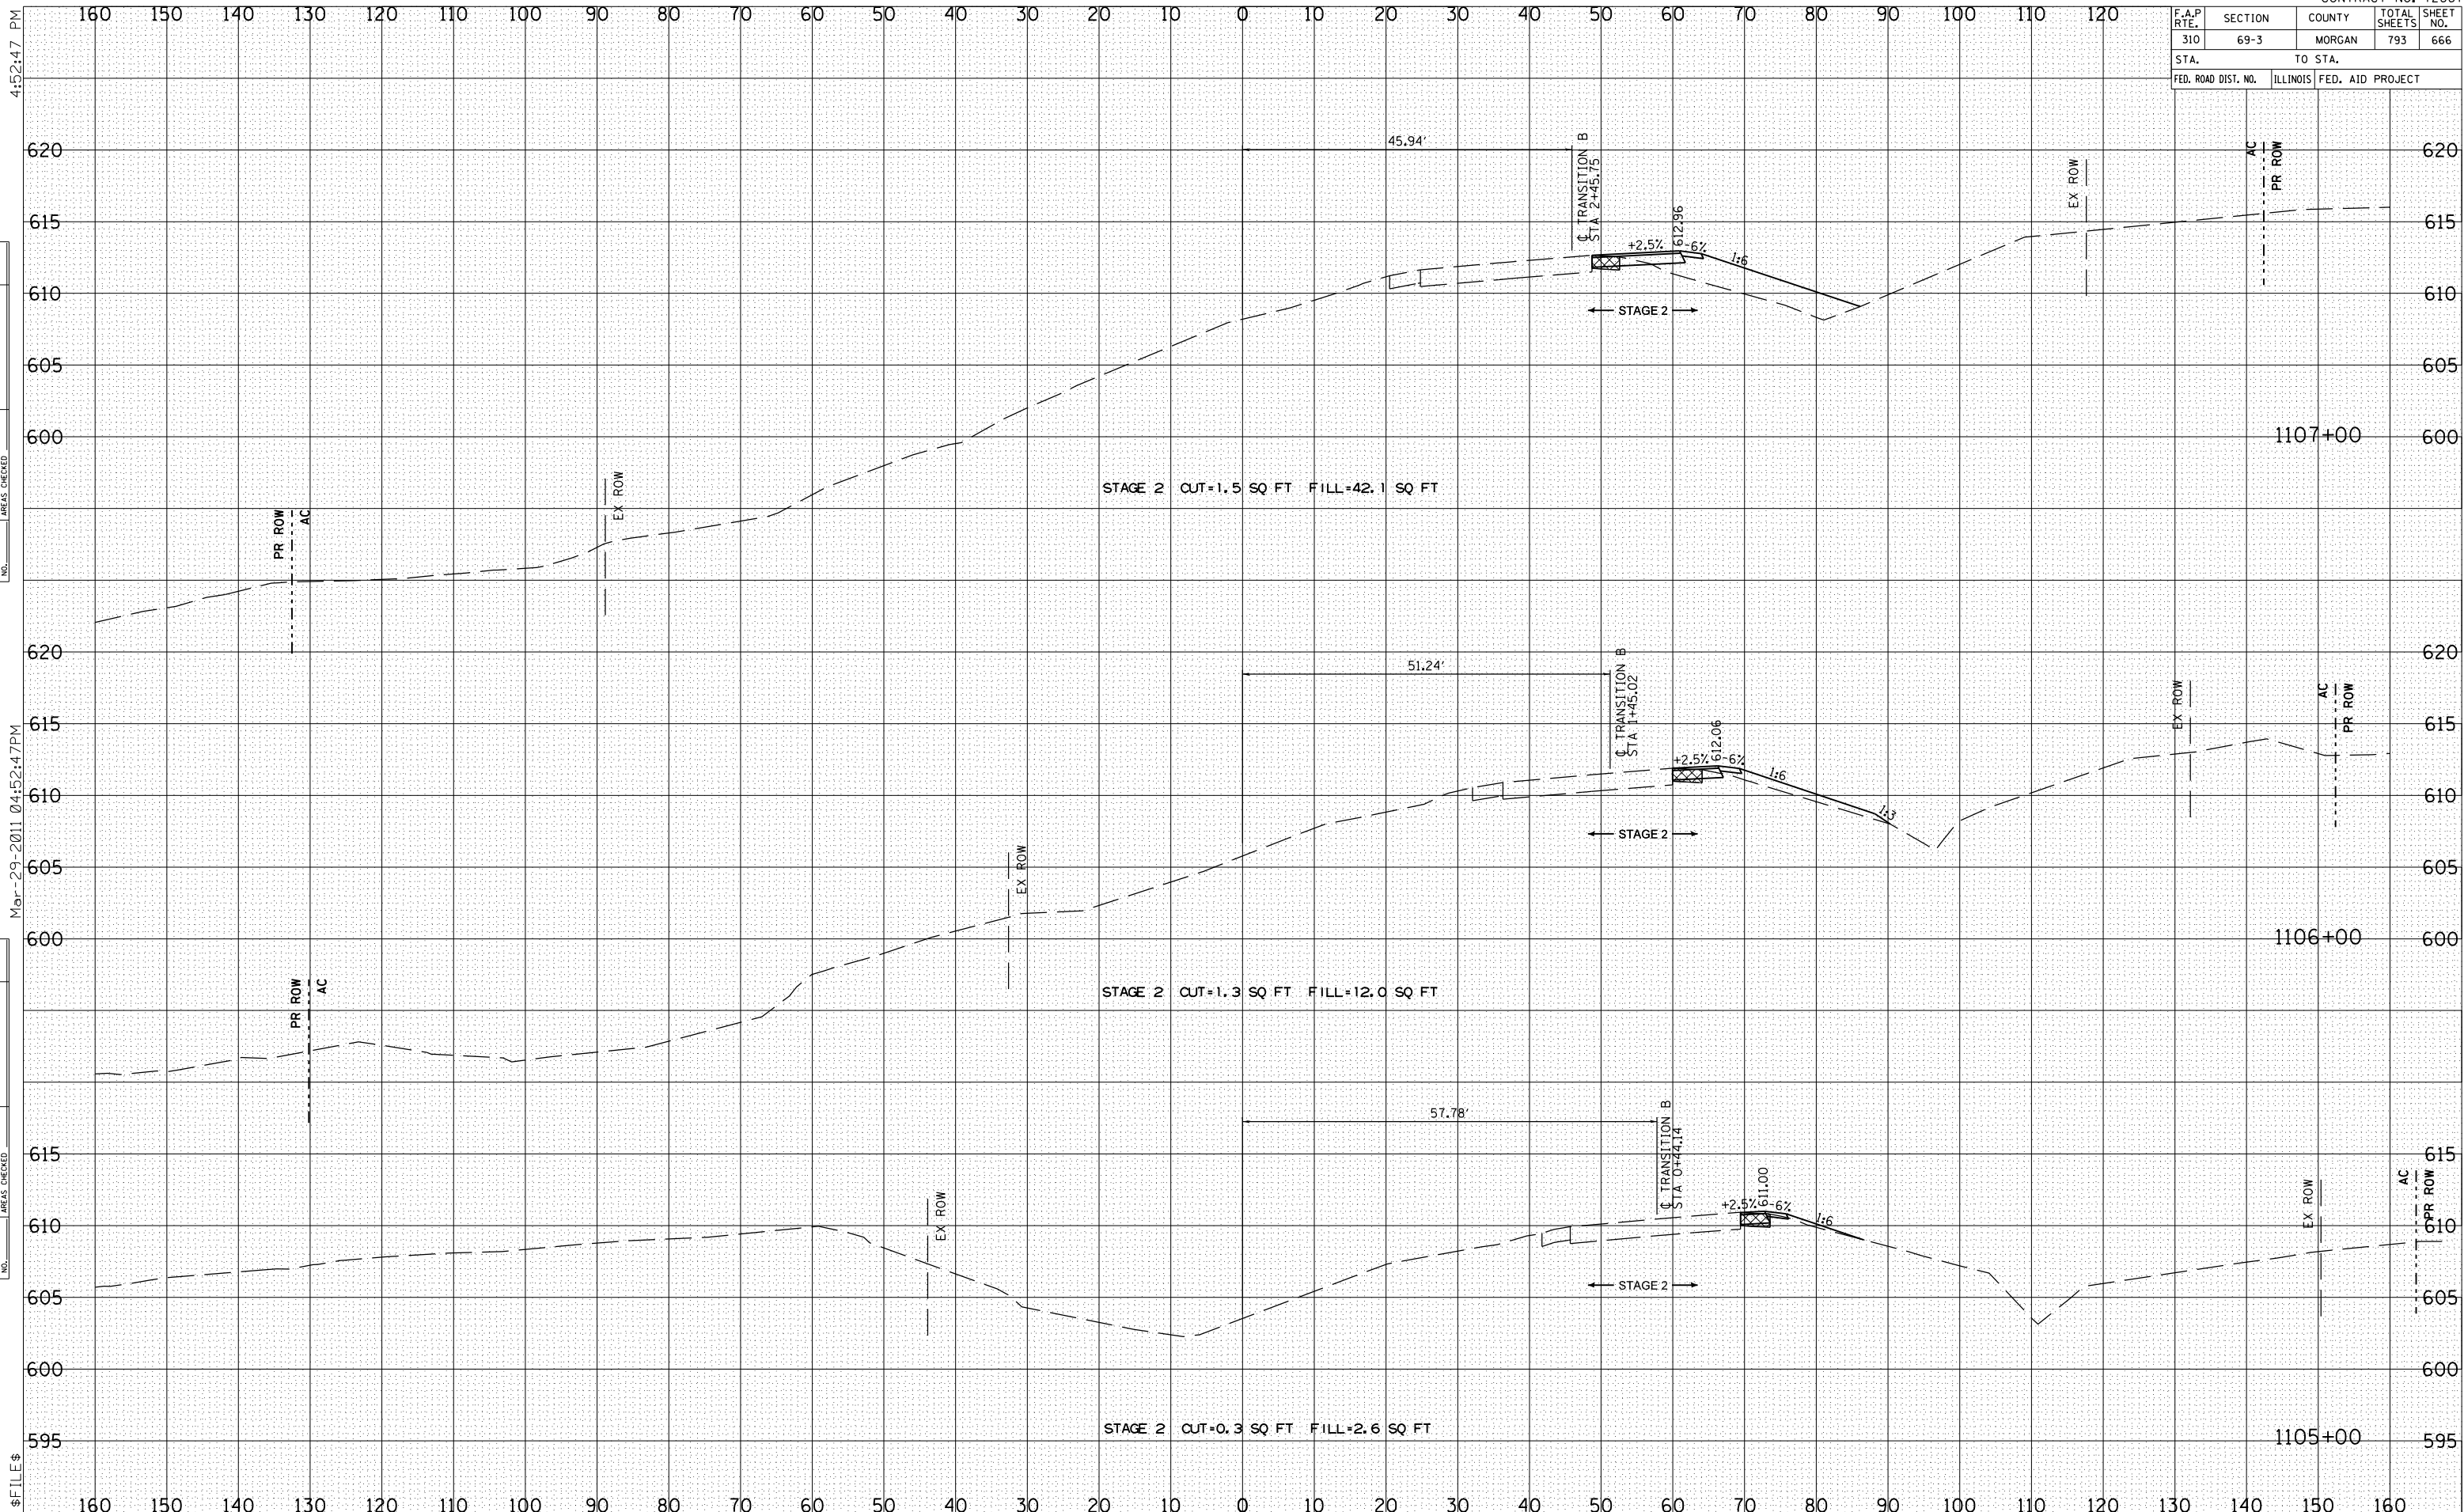 160 150 140 130 120 110 100 90 80 70 60 50 40 30 20 10 0 10 20 30 40 50 60 70 80 90 100 110 120
F.A.P RTE. SECTION COUNTY TOTAL SHEETS SHEET NO.
310 69-3 MORGAN 793 666
STA. TO STA.
FED. ROAD DIST. NO. ILLINOIS FED. AID PROJECT
4:52:47 PM
Mar-29-2011 04:52:47PM
$FILE$
AREAS CHECKED
NO.
AREAS CHECKED
NO.
620 620
615 615
610 610
605 605
600 600
45.94'
℄ TRANSITION B
STA 2+45.75
612.96
+2.5% -6%
1:6
STAGE 2
EX ROW
AC
PR ROW
1107+00
STAGE 2 CUT=1.5 SQ FT FILL=42.1 SQ FT
EX ROW
PR ROW
AC
620 620
615 615
610 610
605 605
600 600
51.24'
℄ TRANSITION B
STA 1+45.02
612.06
+2.5% -6%
1:6
1:3
STAGE 2
EX ROW
AC
PR ROW
EX ROW
1106+00
STAGE 2 CUT=1.3 SQ FT FILL=12.0 SQ FT
PR ROW
AC
615 615
610 610
605 605
600 600
595 595
57.78'
℄ TRANSITION B
STA 0+44.14
611.00
+2.5% -6%
1:6
STAGE 2
EX ROW
EX ROW
AC
PR ROW
STAGE 2 CUT=0.3 SQ FT FILL=2.6 SQ FT
1105+00
160 150 140 130 120 110 100 90 80 70 60 50 40 30 20 10 0 10 20 30 40 50 60 70 80 90 100 110 120 130 140 150 160